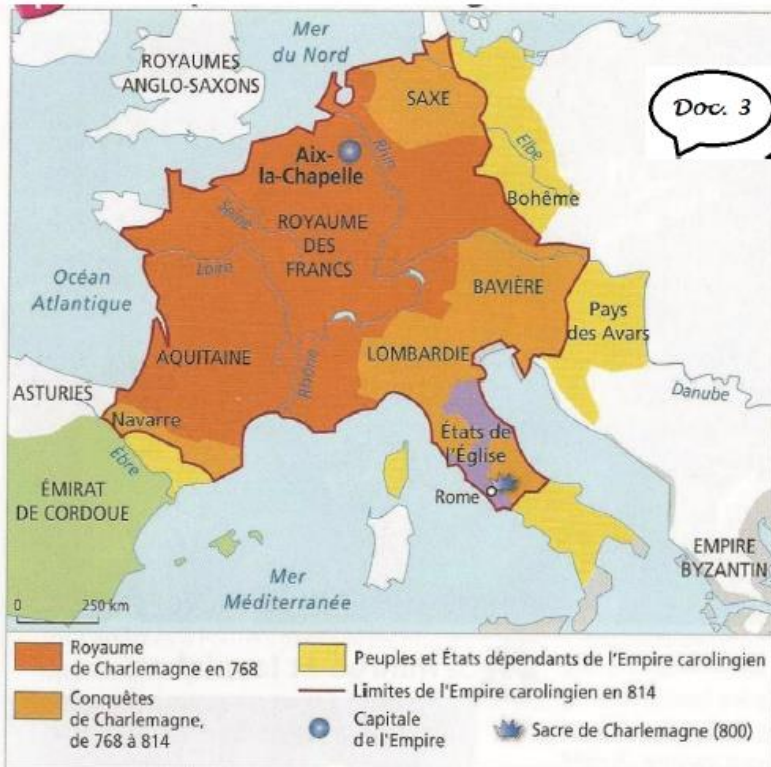 ROYAUMES
ANGLO-SAXONS
Mer
du Nord
Doc. 3
SAXE
Elbe
Rhin
Aix-
la-Chapelle
Bohême
Seine
ROYAUME
DES
FRANCS
Loire
Océan
Atlantique
BAVIÈRE
Pays
des Avars
AQUITAINE
Rhône
LOMBARDIE
ASTURIES
Danube
Navarre
Èbre
États de
l'Église
ÉMIRAT
DE CORDOUE
Rome
EMPIRE
BYZANTIN
Mer
Méditerranée
0 250 km
Royaume
de Charlemagne en 768
Conquêtes
de Charlemagne,
de 768 à 814
Peuples et États dépendants de l'Empire carolingien
Limites de l'Empire carolingien en 814
Capitale
de l'Empire
Sacre de Charlemagne (800)